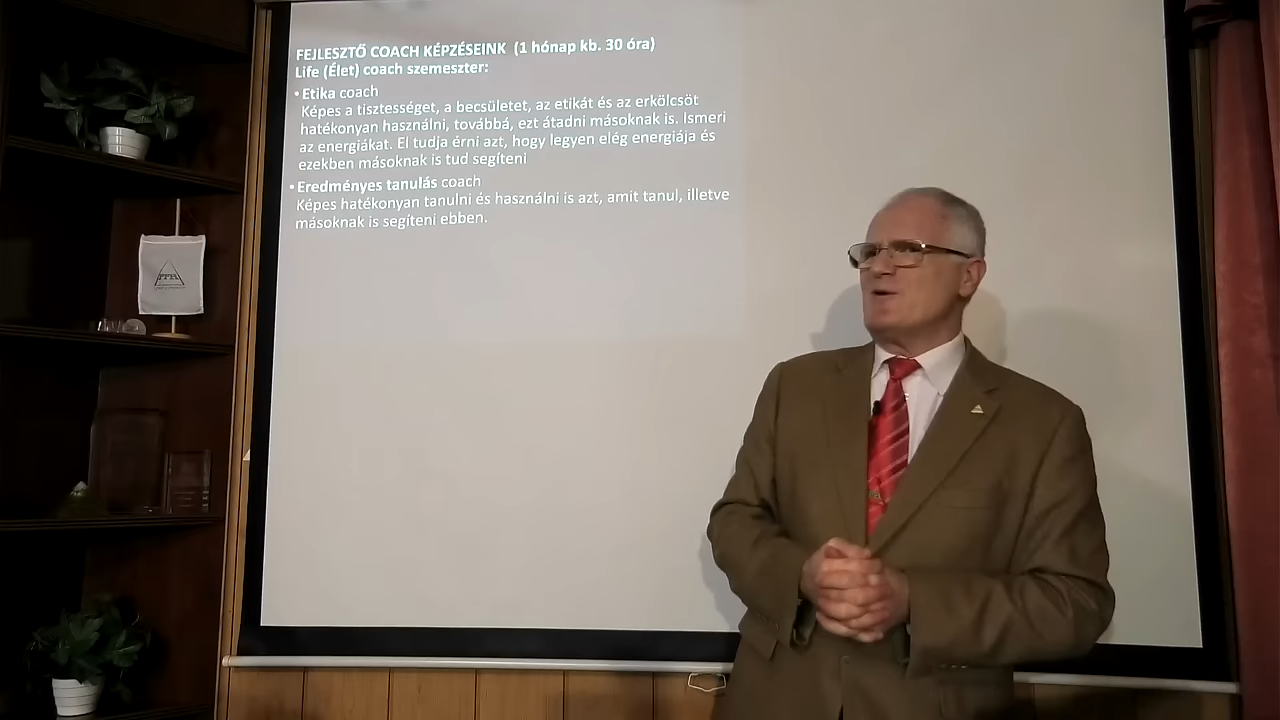 FEJLESZTŐ COACH KÉPZÉSEINK (1 hónap kb. 30 óra)
Life (Élet) coach szemeszter:
• Etika coach
Képes a tisztességet, a becsületet, az etikát és az erkölcsöt
hatékonyan használni, továbbá, ezt átadni másoknak is. Ismeri
az energiákat. El tudja érni azt, hogy legyen elég energiája és
ezekben másoknak is tud segíteni
• Eredményes tanulás coach
Képes hatékonyan tanulni és használni is azt, amit tanul, illetve
másoknak is segíteni ebben.